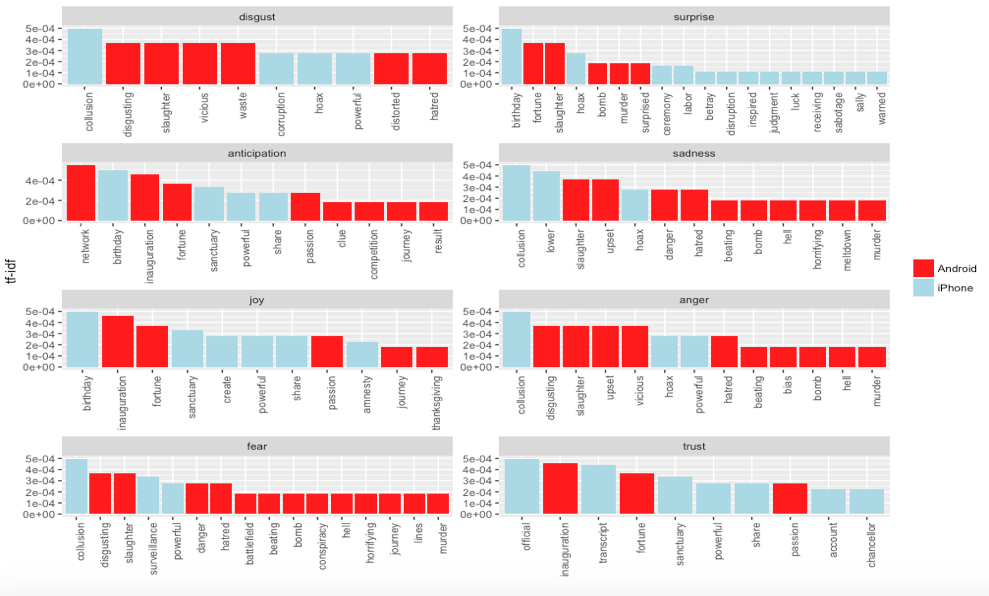 disgust
5e-04
4e-04
3e-04
2e-04
1e-04
0e+00
collusion
disgusting
slaughter
vicious
waste
corruption
hoax
powerful
distorted
hatred
surprise
5e-04
4e-04
3e-04
2e-04
1e-04
0e+00
birthday
fortune
slaughter
hoax
bomb
murder
surprised
ceremony
labor
betray
disruption
inspired
judgment
luck
receiving
sabotage
sally
warned
anticipation
4e-04
2e-04
0e+00
network
birthday
inauguration
fortune
sanctuary
powerful
share
passion
clue
competition
journey
result
sadness
5e-04
4e-04
3e-04
2e-04
1e-04
0e+00
collusion
lower
slaughter
upset
hoax
danger
hatred
beating
bomb
hell
horrifying
meltdown
murder
tf-idf
joy
5e-04
4e-04
3e-04
2e-04
1e-04
0e+00
birthday
inauguration
fortune
sanctuary
create
powerful
share
passion
amnesty
journey
thanksgiving
anger
5e-04
4e-04
3e-04
2e-04
1e-04
0e+00
collusion
disgusting
slaughter
upset
vicious
hoax
powerful
hatred
beating
bias
bomb
hell
murder
fear
5e-04
4e-04
3e-04
2e-04
1e-04
0e+00
collusion
disgusting
slaughter
surveillance
powerful
danger
hatred
battlefield
beating
bomb
conspiracy
hell
horrifying
journey
lines
murder
trust
5e-04
4e-04
3e-04
2e-04
1e-04
0e+00
official
inauguration
transcript
fortune
sanctuary
powerful
share
passion
account
chancellor
Android
iPhone